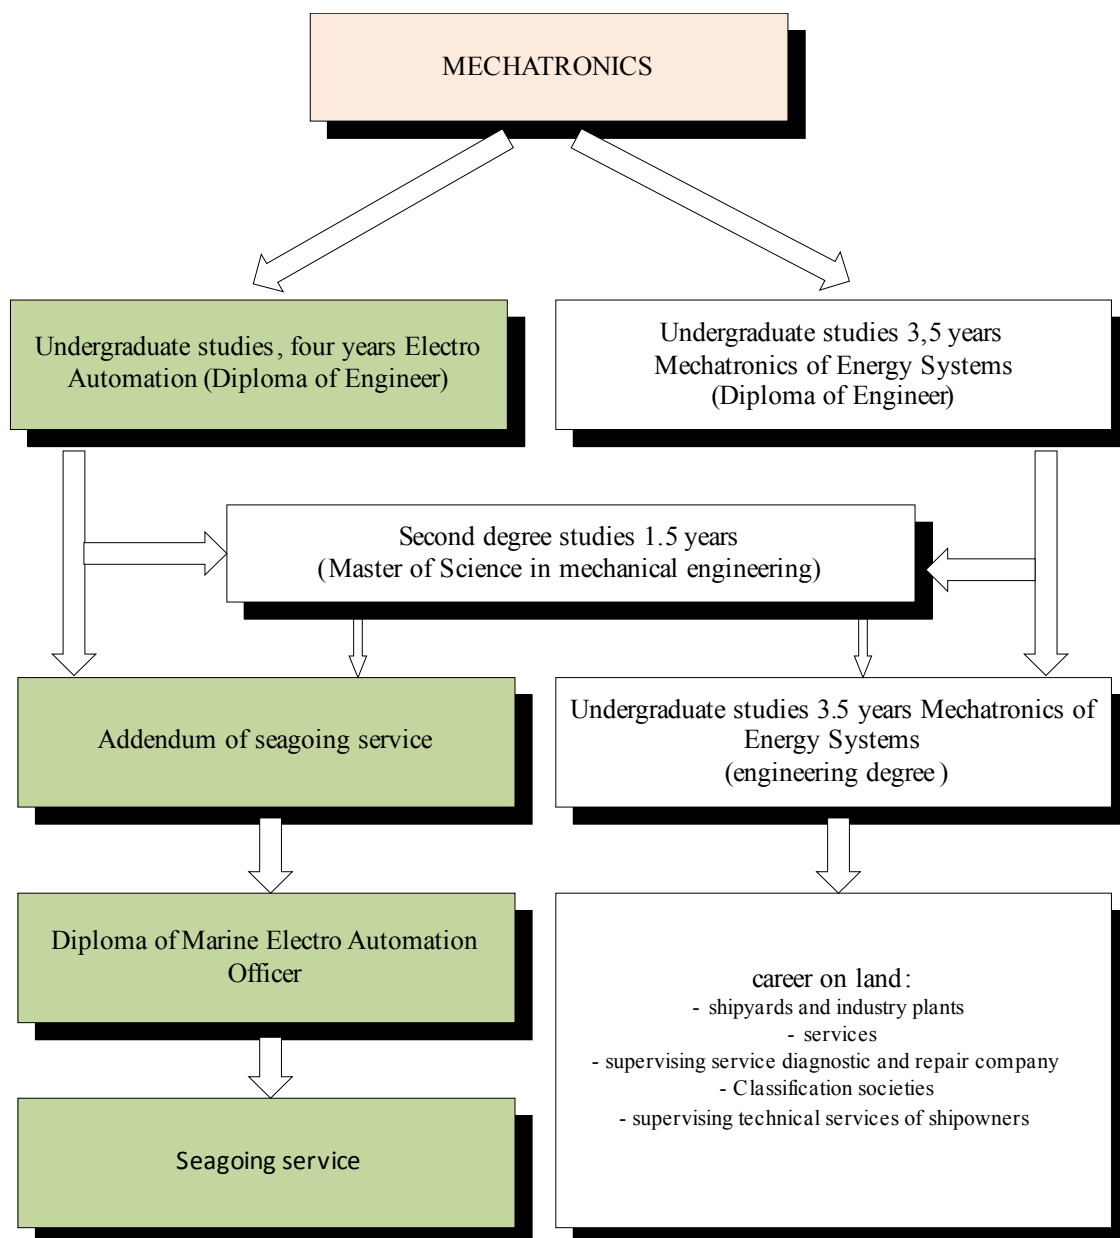 MECHATRONICS
Undergraduate studies, four years Electro
Automation (Diploma of Engineer)
Undergraduate studies 3,5 years
Mechatronics of Energy Systems
(Diploma of Engineer)
Second degree studies 1.5 years
(Master of Science in mechanical engineering)
Addendum of seagoing service
Undergraduate studies 3.5 years Mechatronics of
Energy Systems
(engineering degree)
Diploma of Marine Electro Automation
Officer
career on land:
- shipyards and industry plants
- services
- supervising service diagnostic and repair company
- Classification societies
- supervising technical services of shipowners
Seagoing service